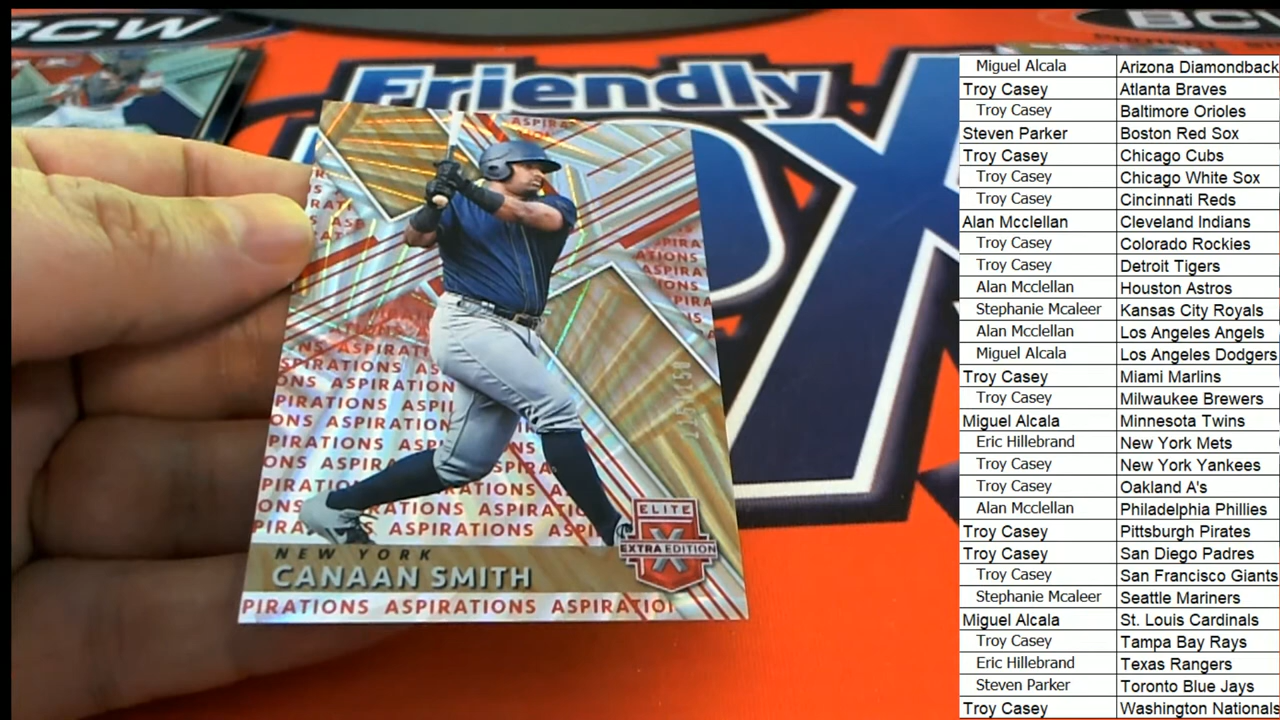 BCW
BCW
Friendly
ASPIRA
NEW YORK
CANAAN SMITH
ELITE
X
EXTRA EDITION
PIRATIONS ASPIRATIONS ASPIRATIO
Miguel Alcala Arizona Diamondback
Troy Casey Atlanta Braves
Troy Casey Baltimore Orioles
Steven Parker Boston Red Sox
Troy Casey Chicago Cubs
Troy Casey Chicago White Sox
Troy Casey Cincinnati Reds
Alan Mcclellan Cleveland Indians
Troy Casey Colorado Rockies
Troy Casey Detroit Tigers
Alan Mcclellan Houston Astros
Stephanie Mcaleer Kansas City Royals
Alan Mcclellan Los Angeles Angels
Miguel Alcala Los Angeles Dodgers
Troy Casey Miami Marlins
Troy Casey Milwaukee Brewers
Miguel Alcala Minnesota Twins
Eric Hillebrand New York Mets
Troy Casey New York Yankees
Troy Casey Oakland A's
Alan Mcclellan Philadelphia Phillies
Troy Casey Pittsburgh Pirates
Troy Casey San Diego Padres
Troy Casey San Francisco Giants
Stephanie Mcaleer Seattle Mariners
Miguel Alcala St. Louis Cardinals
Troy Casey Tampa Bay Rays
Eric Hillebrand Texas Rangers
Steven Parker Toronto Blue Jays
Troy Casey Washington Nationals